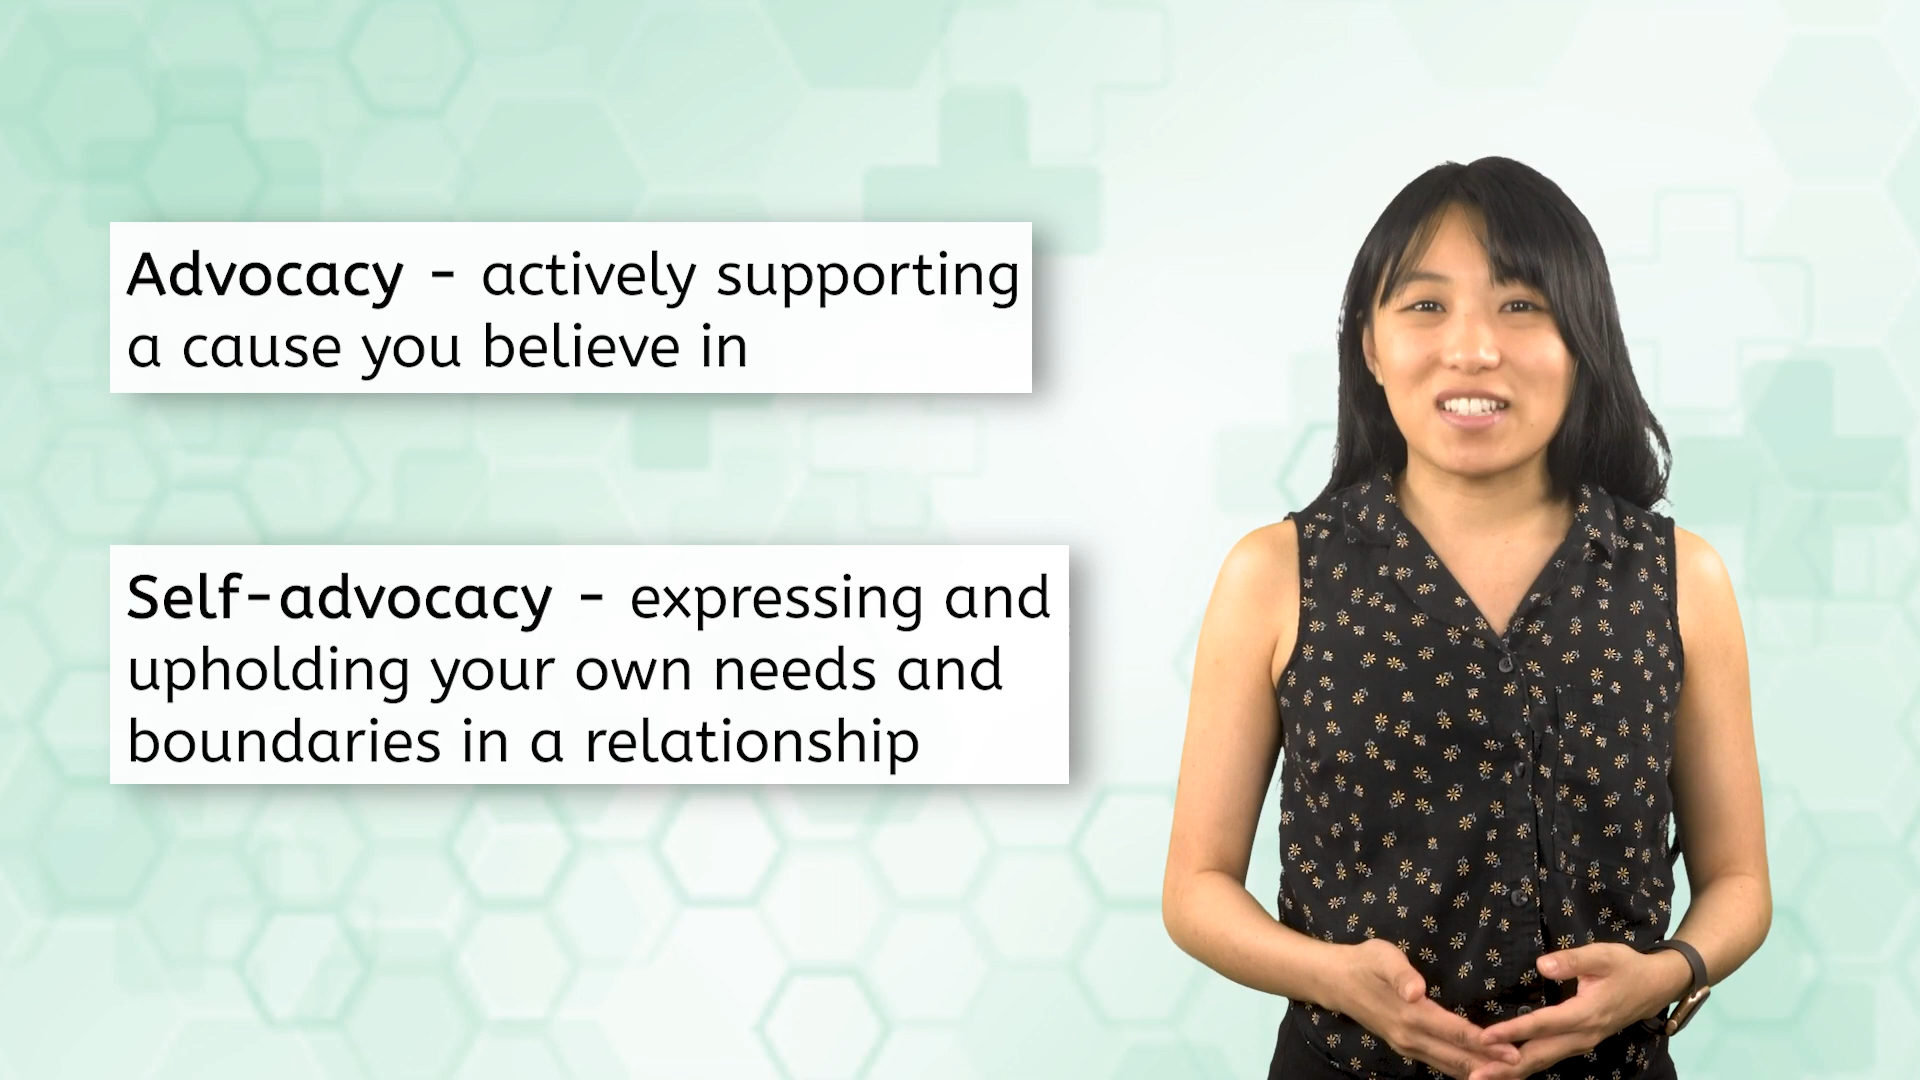 Advocacy - actively supporting
a cause you believe in
Self-advocacy - expressing and
upholding your own needs and
boundaries in a relationship